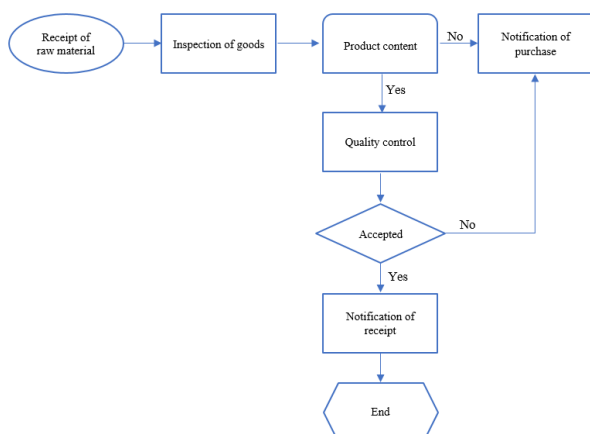 Receipt of
raw material
Inspection of goods
Product content
No
Notification of
purchase
Yes
Quality control
Accepted
No
Yes
Notification of
receipt
End